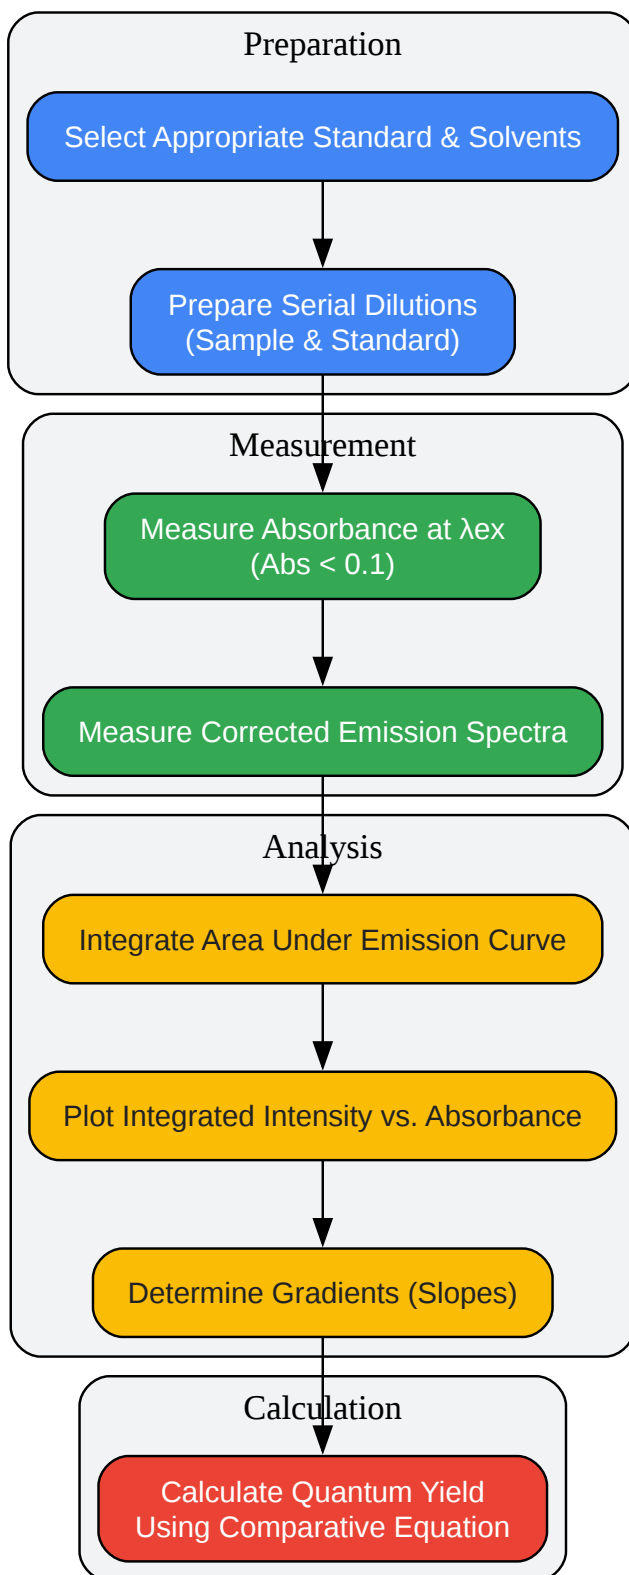 Preparation
Select Appropriate Standard & Solvents
Prepare Serial Dilutions
(Sample & Standard)
Measurement
Measure Absorbance at λex
(Abs < 0.1)
Measure Corrected Emission Spectra
Analysis
Integrate Area Under Emission Curve
Plot Integrated Intensity vs. Absorbance
Determine Gradients (Slopes)
Calculation
Calculate Quantum Yield
Using Comparative Equation